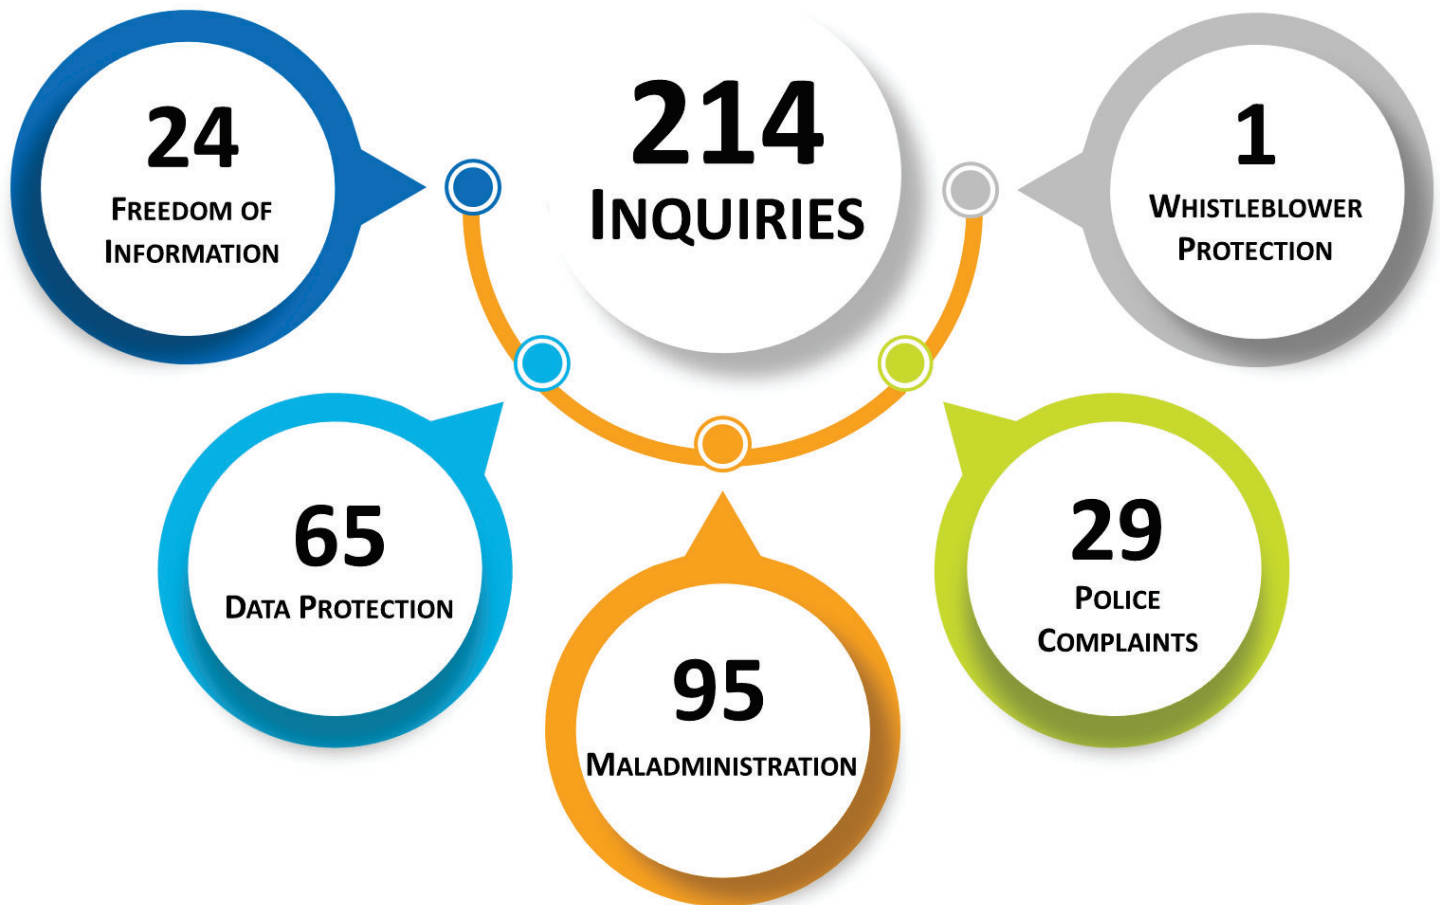 214
INQUIRIES
24
FREEDOM OF
INFORMATION
65
DATA PROTECTION
95
MALADMINISTRATION
29
POLICE
COMPLAINTS
1
WHISTLEBLOWER
PROTECTION